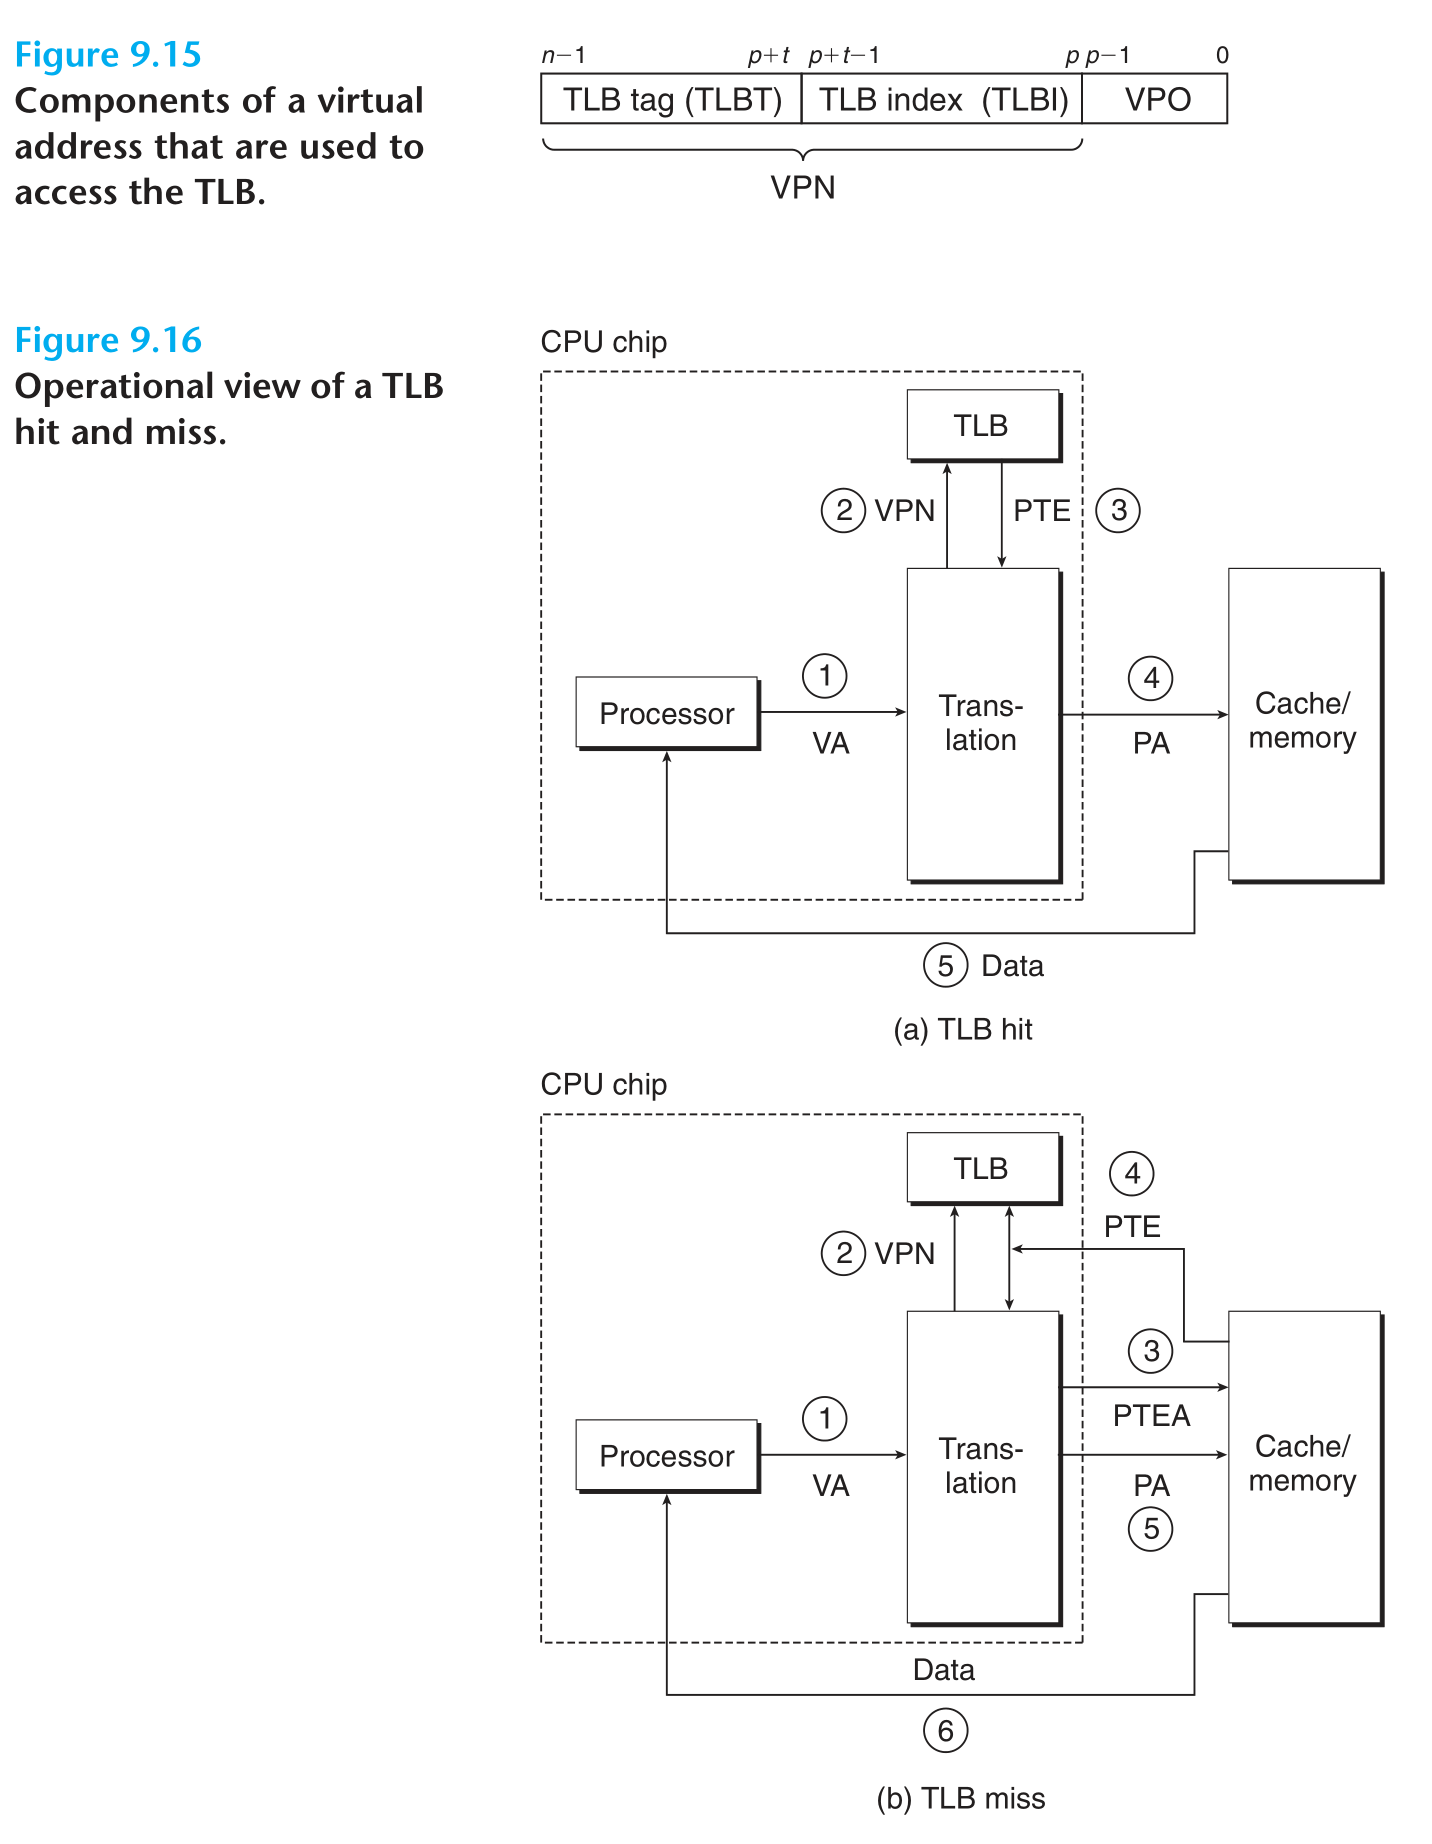 Figure 9.15
Components of a virtual
address that are used to
access the TLB.
n−1 p+t p+t−1 p p−1 0
TLB tag (TLBT) TLB index (TLBI) VPO
VPN
Figure 9.16
Operational view of a TLB
hit and miss.
CPU chip
TLB
2 VPN PTE 3
1
4
Processor
VA
Trans-
lation
PA
Cache/
memory
5 Data
(a) TLB hit
CPU chip
TLB
4
PTE
2 VPN
3
PTEA
1
Processor
VA
Trans-
lation
PA
5
Cache/
memory
Data
6
(b) TLB miss